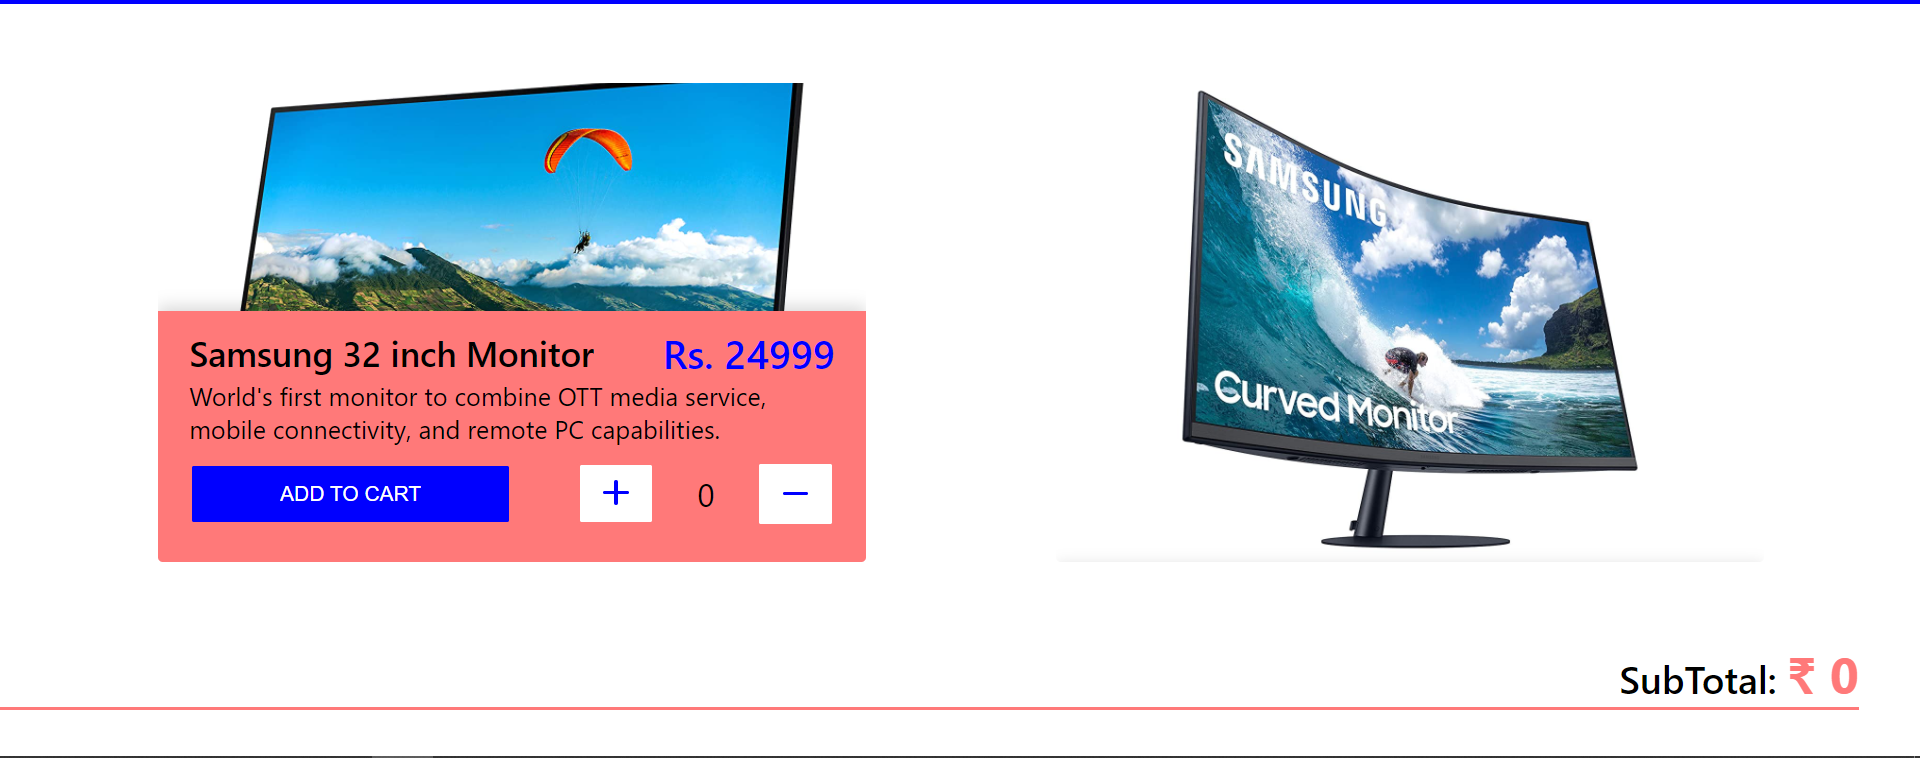 SAMSUNG
Samsung 32 inch Monitor
Rs. 24999
World's first monitor to combine OTT media service,
mobile connectivity, and remote PC capabilities.
ADD TO CART
+
0
−
Curved Monitor
SubTotal: ₹ 0